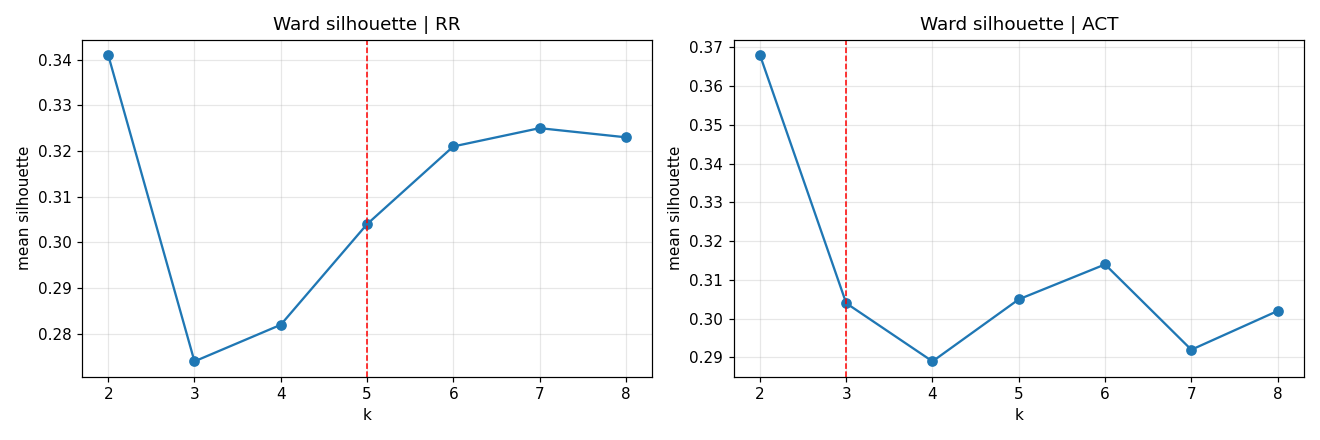 Ward silhouette | RR
mean silhouette
0.34
0.33
0.32
0.31
0.30
0.29
0.28
2 3 4 5 6 7 8
k
Ward silhouette | ACT
mean silhouette
0.37
0.36
0.35
0.34
0.33
0.32
0.31
0.30
0.29
2 3 4 5 6 7 8
k